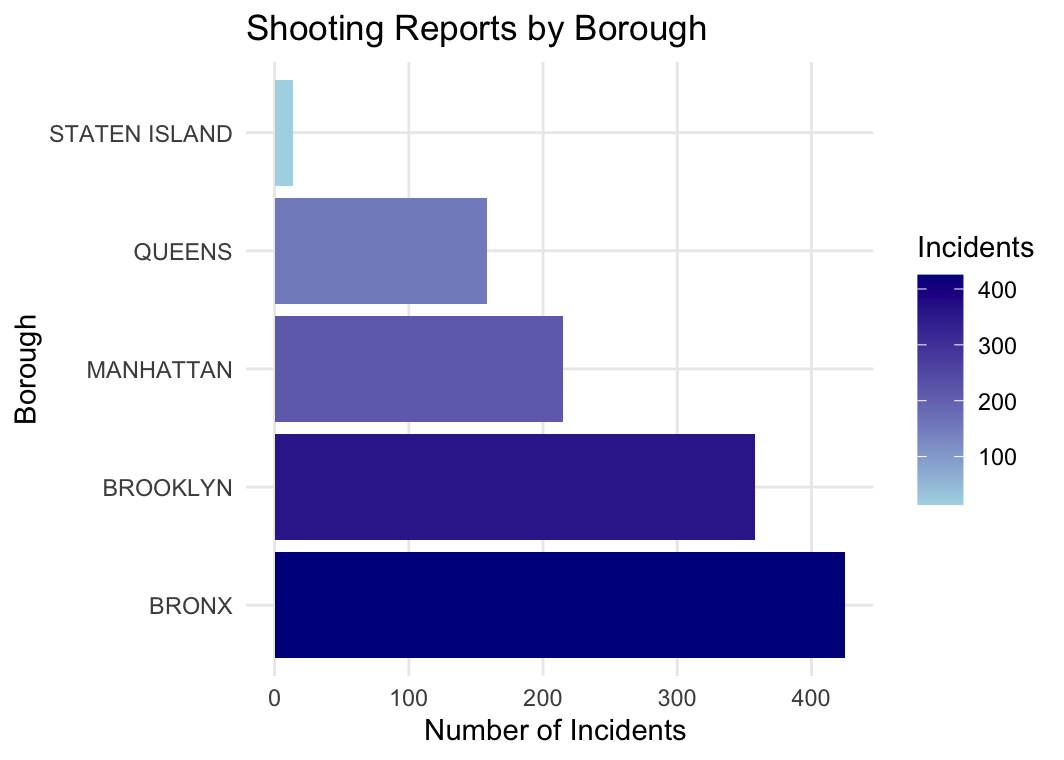 Shooting Reports by Borough
STATEN ISLAND
QUEENS
MANHATTAN
BROOKLYN
BRONX
Borough
0 100 200 300 400
Number of Incidents
Incidents
400
300
200
100